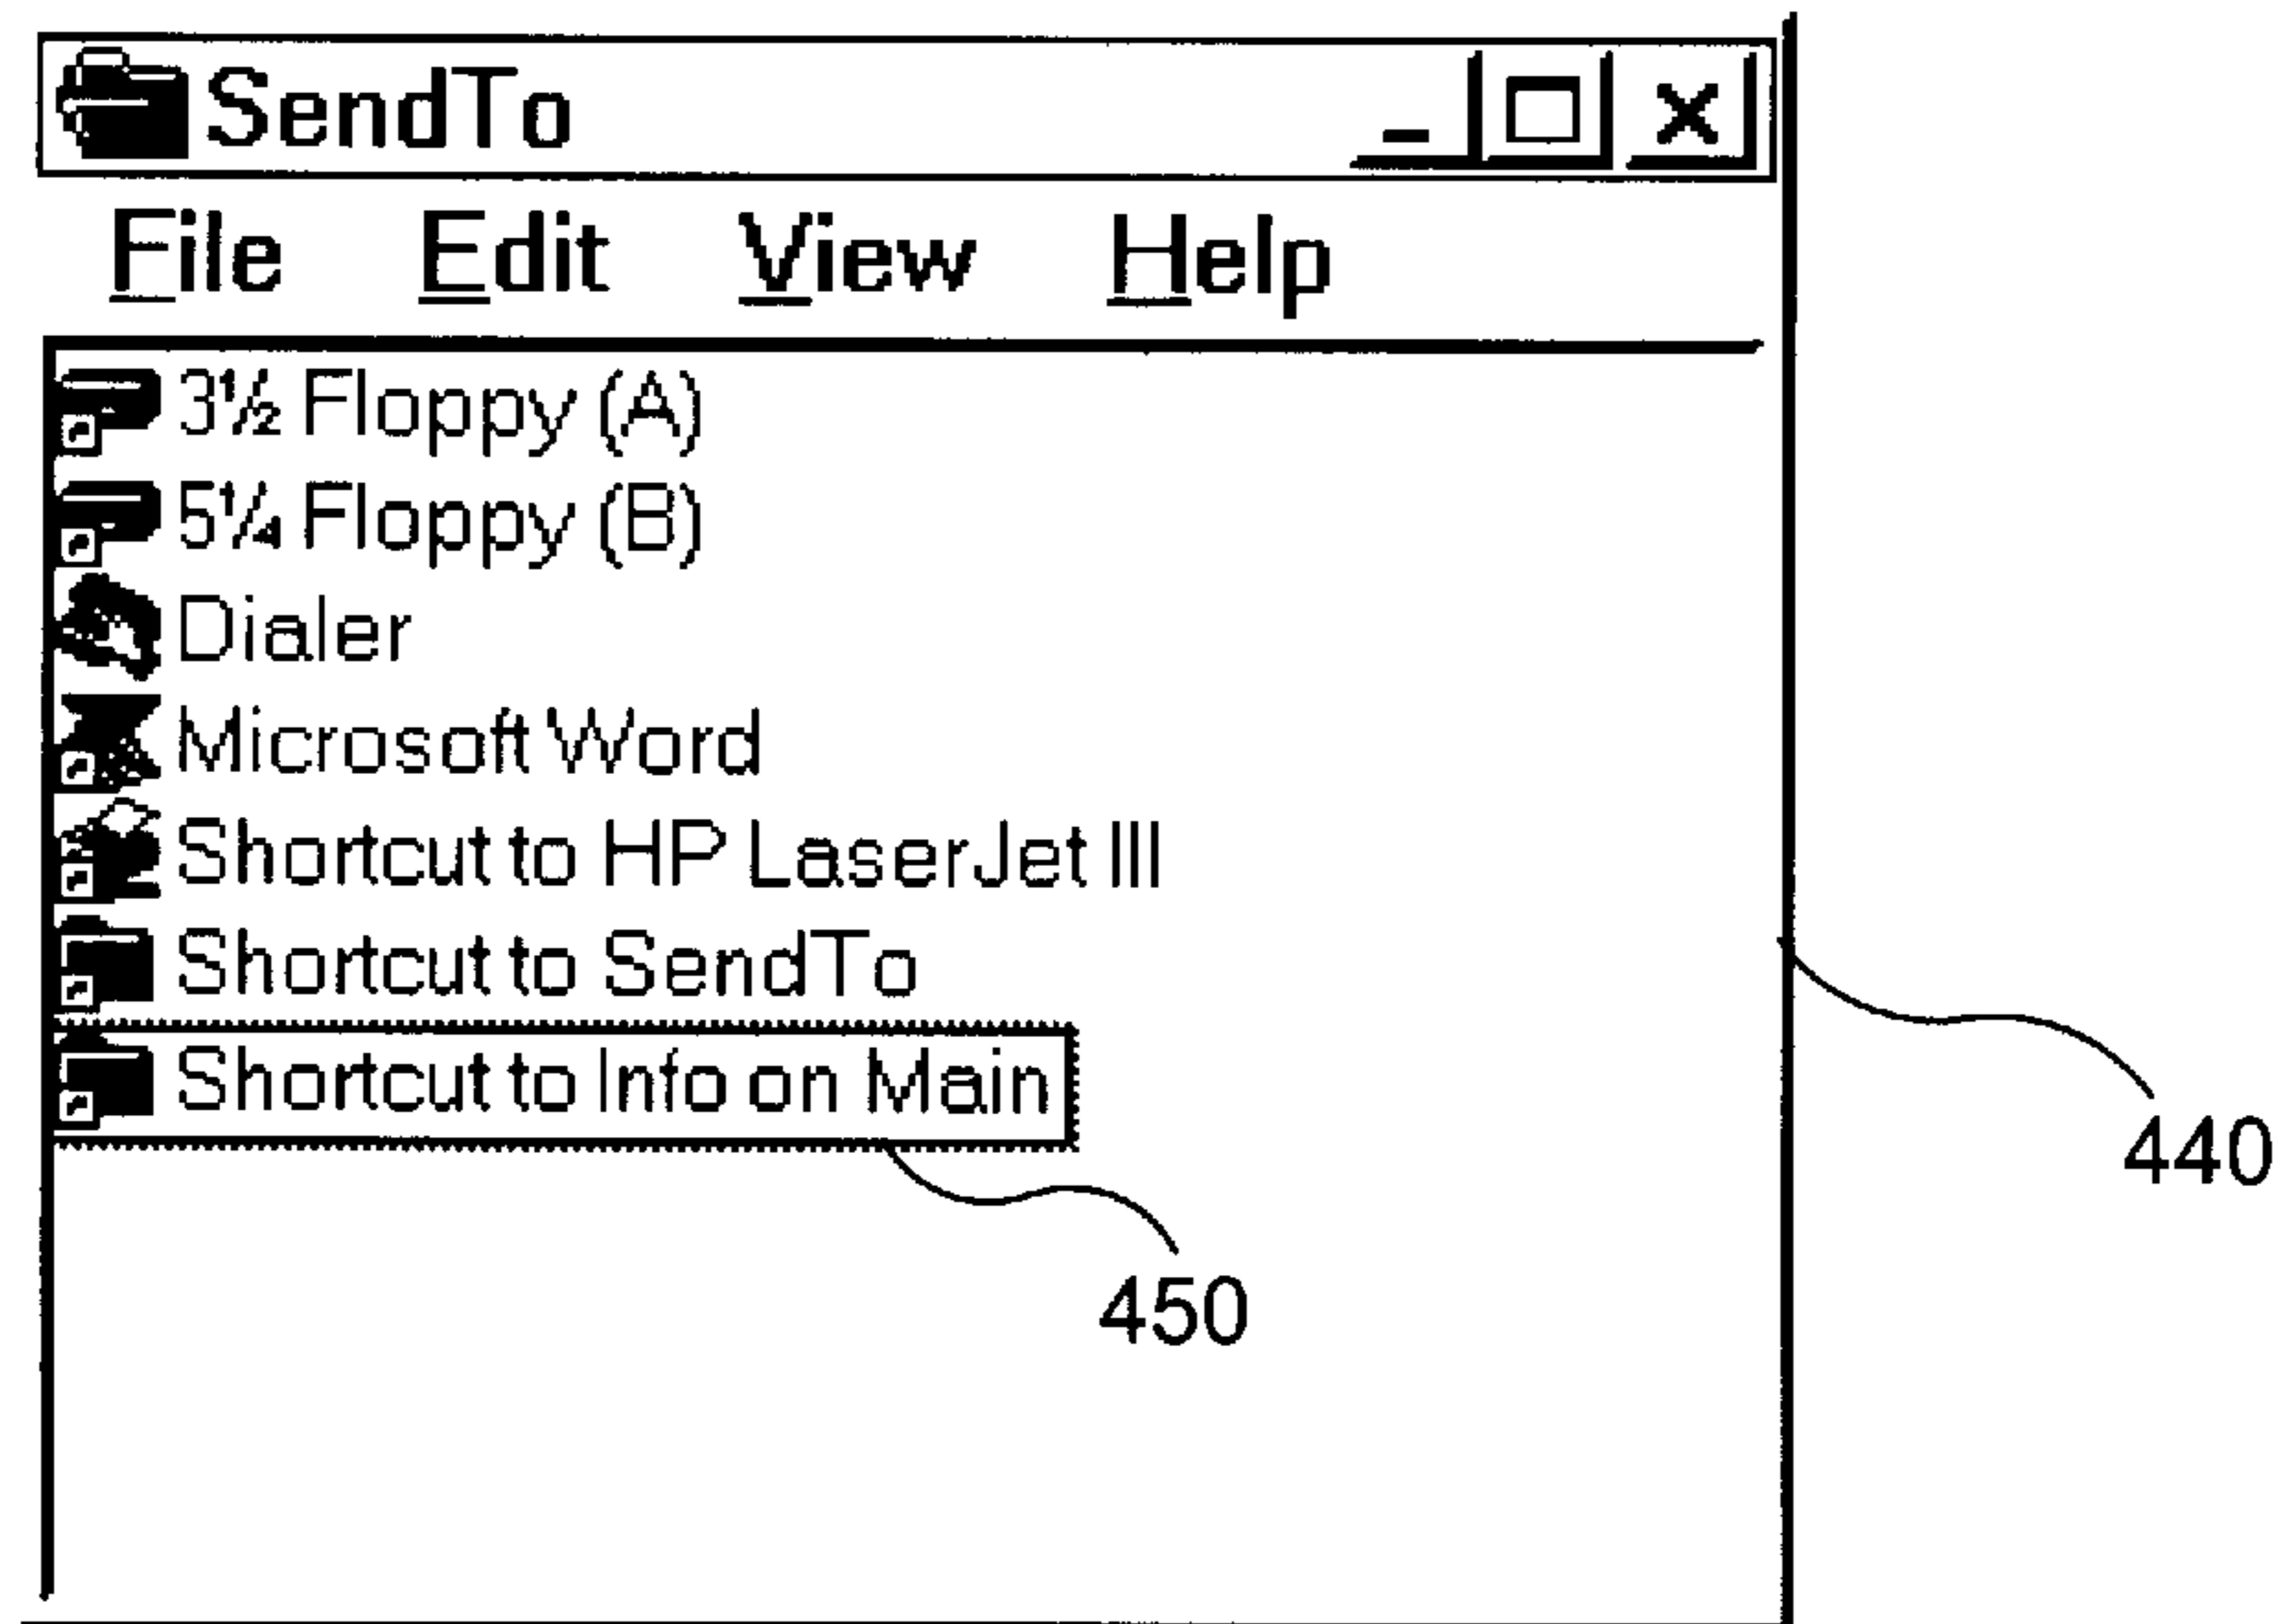 SendTo
File Edit View Help
3½ Floppy (A)
5¼ Floppy (B)
Dialer
Microsoft Word
Shortcut to HP LaserJet III
Shortcut to SendTo
Shortcut to Info on Main
440
450